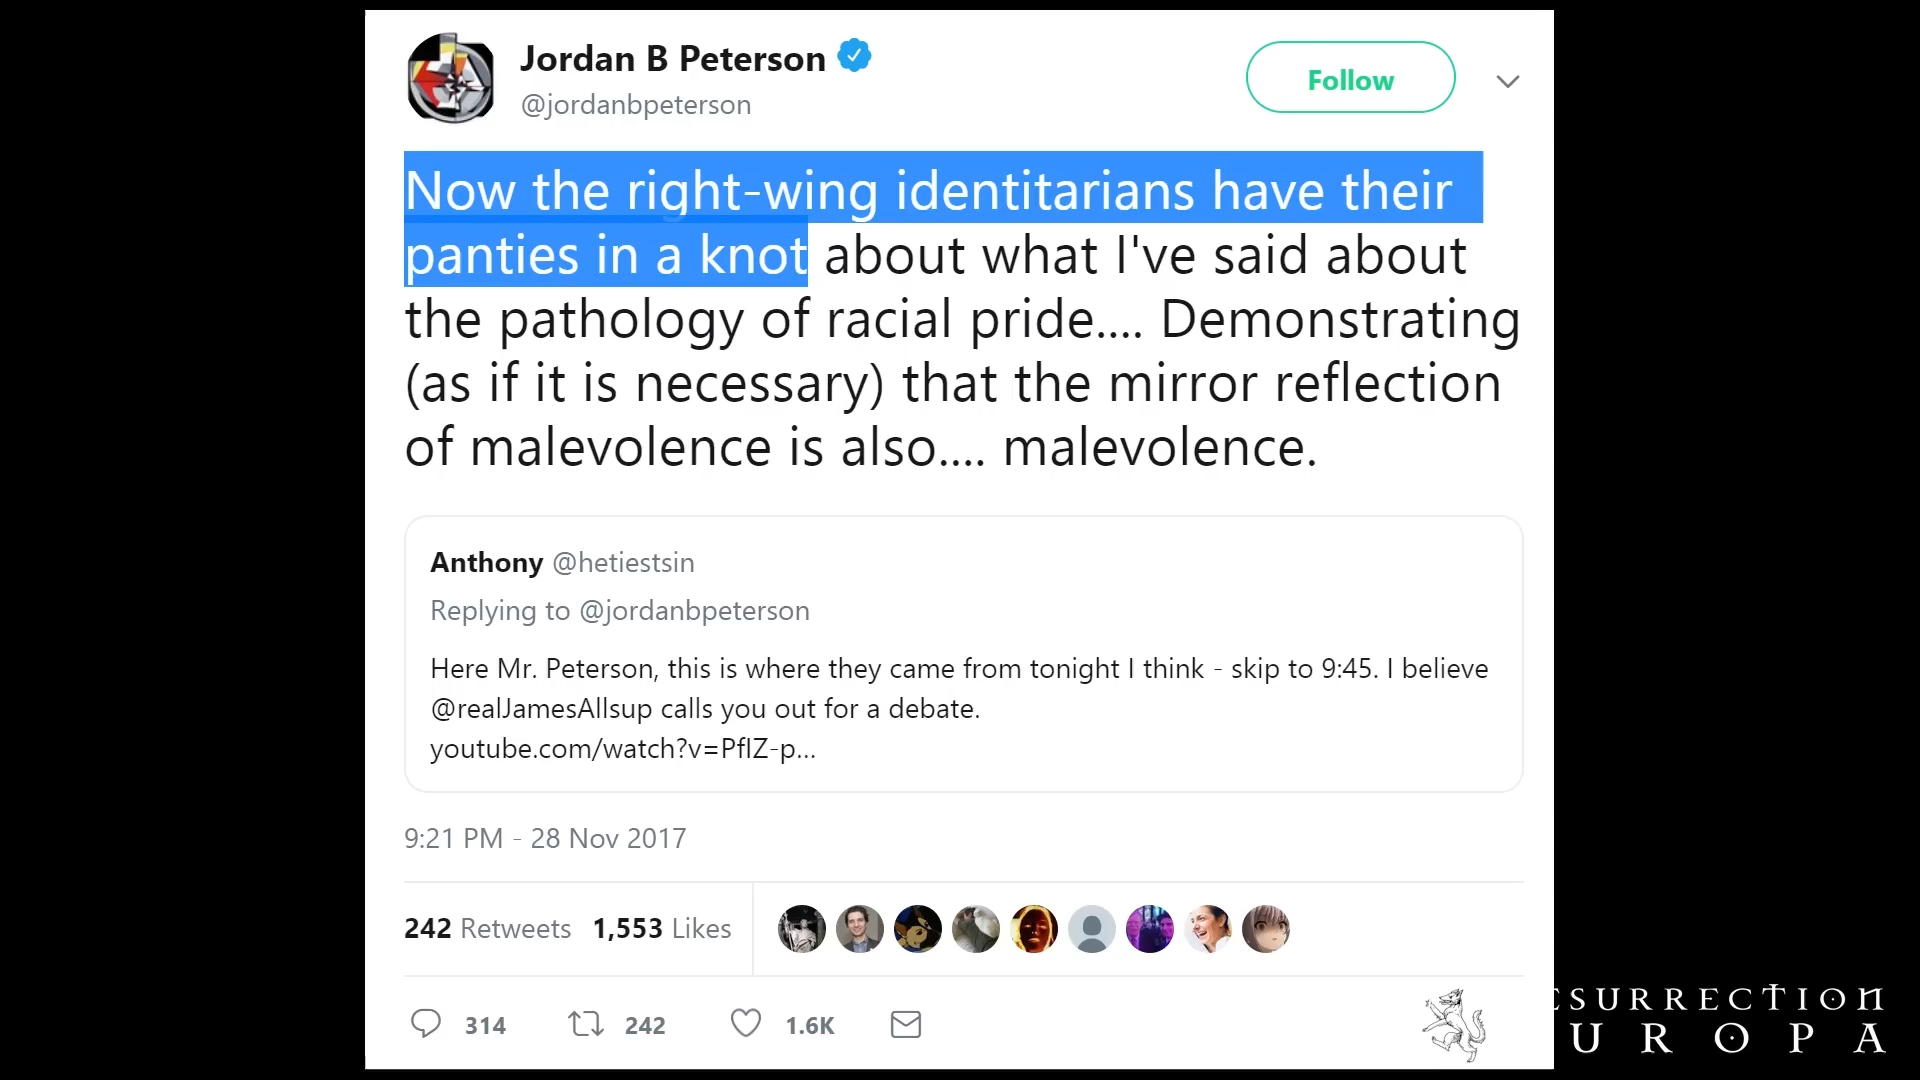 Jordan B Peterson
@jordanbpeterson
Follow
Now the right-wing identitarians have their
panties in a knot about what I've said about
the pathology of racial pride.... Demonstrating
(as if it is necessary) that the mirror reflection
of malevolence is also.... malevolence.
Anthony @hetiestsin
Replying to @jordanbpeterson
Here Mr. Peterson, this is where they came from tonight I think - skip to 9:45. I believe
@realJamesAllsup calls you out for a debate.
youtube.com/watch?v=PfIZ-p...
9:21 PM - 28 Nov 2017
242 Retweets 1,553 Likes
314 242 1.6K
ESURRECTION
UROPA